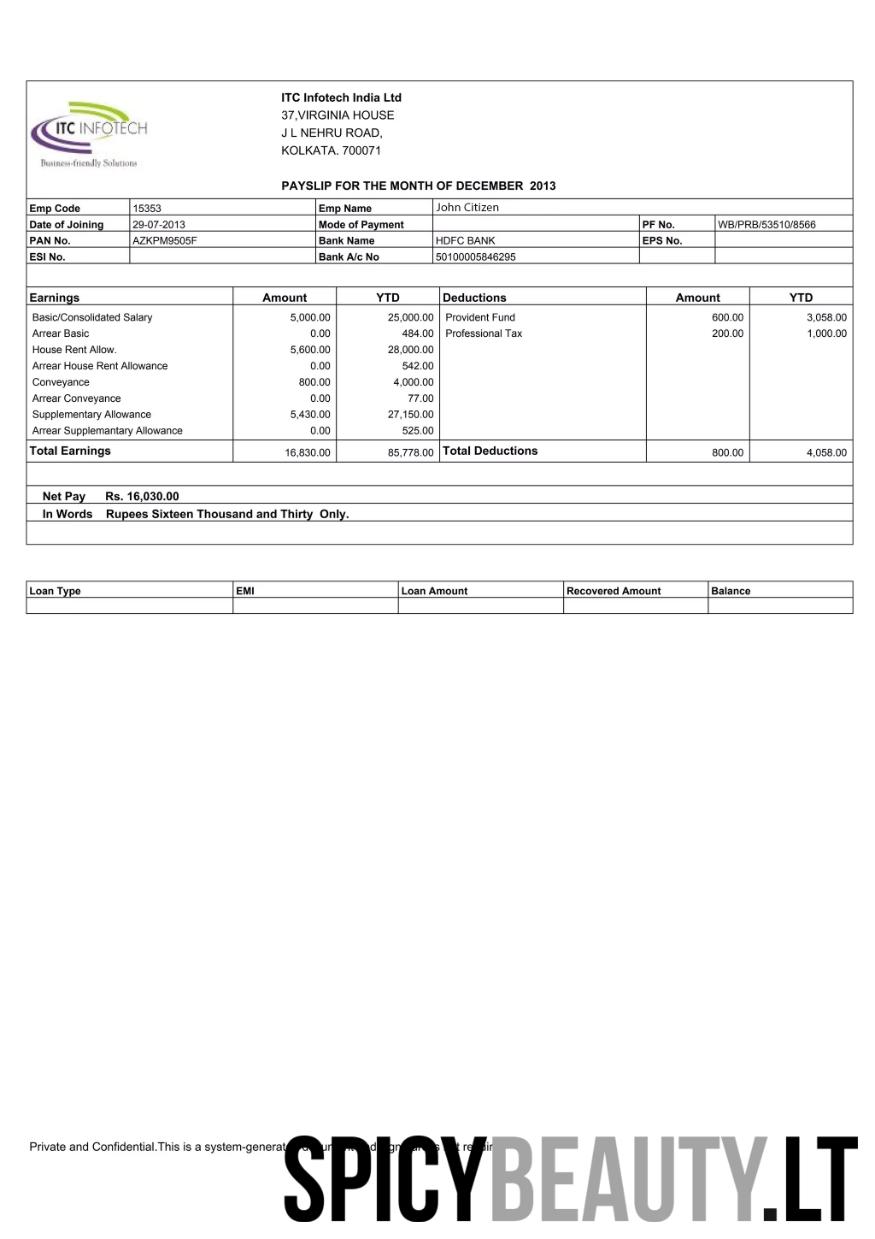 ITC INFOTECH
Business-friendly Solutions
ITC Infotech India Ltd
37,VIRGINIA HOUSE
J L NEHRU ROAD,
KOLKATA. 700071
PAYSLIP FOR THE MONTH OF DECEMBER 2013
Emp Code 15353 Emp Name John Citizen
Date of Joining 29-07-2013 Mode of Payment PF No. WB/PRB/53510/8566
PAN No. AZKPM9505F Bank Name HDFC BANK EPS No.
ESI No. Bank A/c No 50100005846295
Earnings Amount YTD Deductions Amount YTD
Basic/Consolidated Salary 5,000.00 25,000.00 Provident Fund 600.00 3,058.00
Arrear Basic 0.00 484.00 Professional Tax 200.00 1,000.00
House Rent Allow. 5,600.00 28,000.00
Arrear House Rent Allowance 0.00 542.00
Conveyance 800.00 4,000.00
Arrear Conveyance 0.00 77.00
Supplementary Allowance 5,430.00 27,150.00
Arrear Supplemantary Allowance 0.00 525.00
Total Earnings 16,830.00 85,778.00 Total Deductions 800.00 4,058.00
Net Pay Rs. 16,030.00
In Words Rupees Sixteen Thousand and Thirty Only.
Loan Type EMI Loan Amount Recovered Amount Balance
Private and Confidential.This is a
SPICYBEAUTY.LT